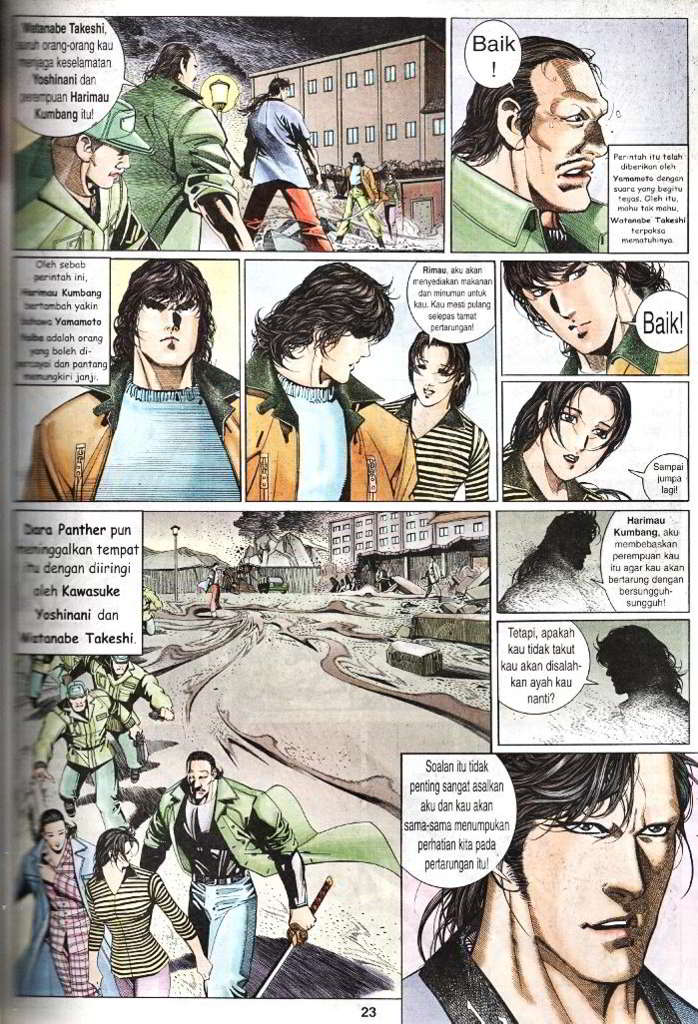 Watanabe Takeshi,
orang-orang kau
menjaga keselamatan
Yoshinani dan
perempuan Harimau
Kumbang itu!
Baik
!
Perintah itu telah
diberikan oleh
Yamamoto dengan
suara yang begitu
tegas. Oleh itu,
mahu tak mahu,
Watanabe Takeshi
terpaksa
mematuhinya.
Oleh sebab
perintah ini,
Harimau Kumbang
bertambah yakin
bahawa Yamamoto
adalah orang
yang boleh di-
percayai dan pantang
memungkiri janji.
Rimau, aku akan
menyediakan makanan
dan minuman untuk
kau. Kau mesti pulang
selepas tamat
pertarungan!
Baik!
Sampai
jumpa
lagi!
Dara Panther pun
meninggalkan tempat
itu dengan diiringi
oleh Kawasuke
Yoshinani dan
Watanabe Takeshi.
Harimau
Kumbang, aku
membebaskan
perempuan kau
itu agar kau akan
bertarung dengan
bersungguh-
sungguh!
Tetapi, apakah
kau tidak takut
kau akan disalah-
kan ayah kau
nanti?
Soalan itu tidak
penting sangat asalkan
aku dan kau akan
sama-sama menumpukan
perhatian kita pada
pertarungan itu!
23